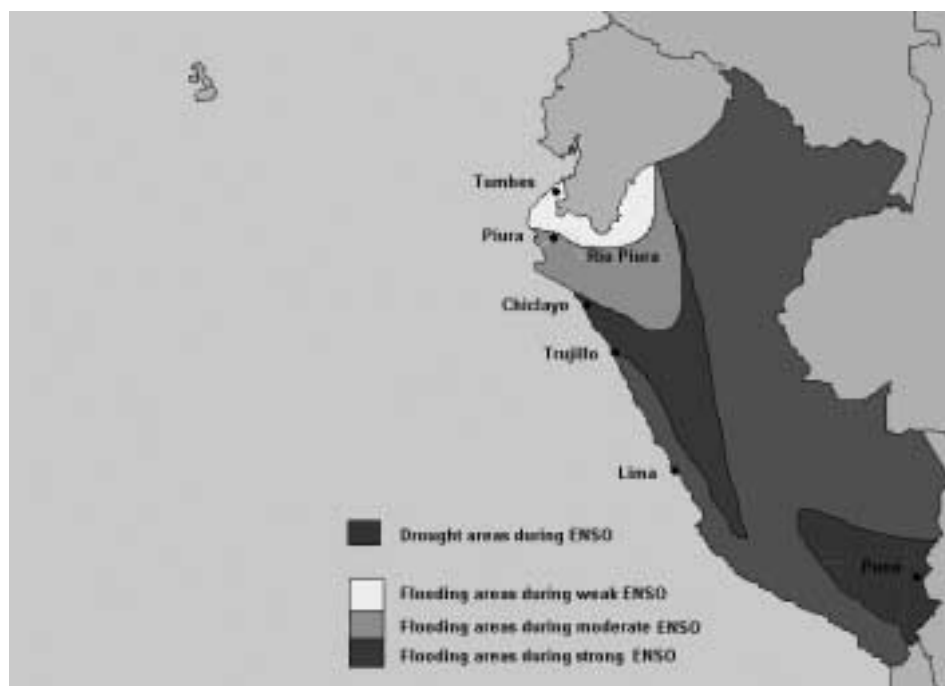 Tumbes
Piura
Rio Piura
Chiclayo
Trujillo
Lima
Puno
Drought areas during ENSO
Flooding areas during weak ENSO
Flooding areas during moderate ENSO
Flooding areas during strong ENSO